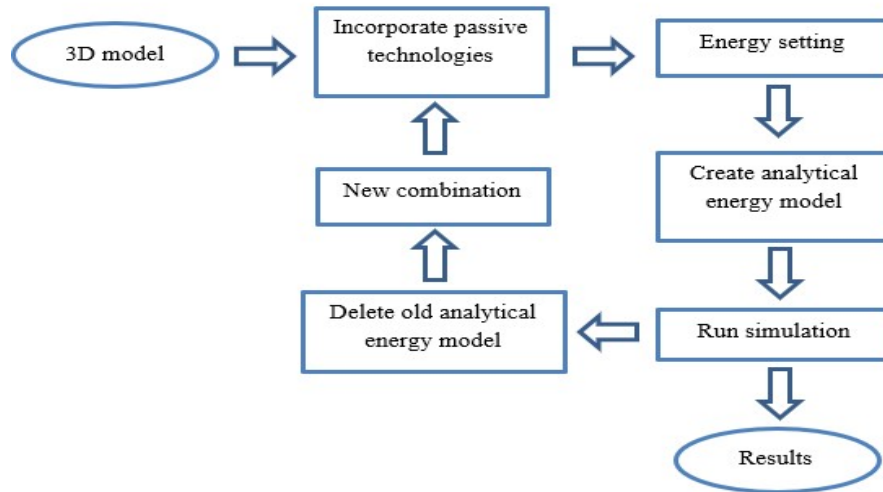 3D model
Incorporate passive
technologies
Energy setting
Create analytical
energy model
Run simulation
Delete old analytical
energy model
New combination
Results